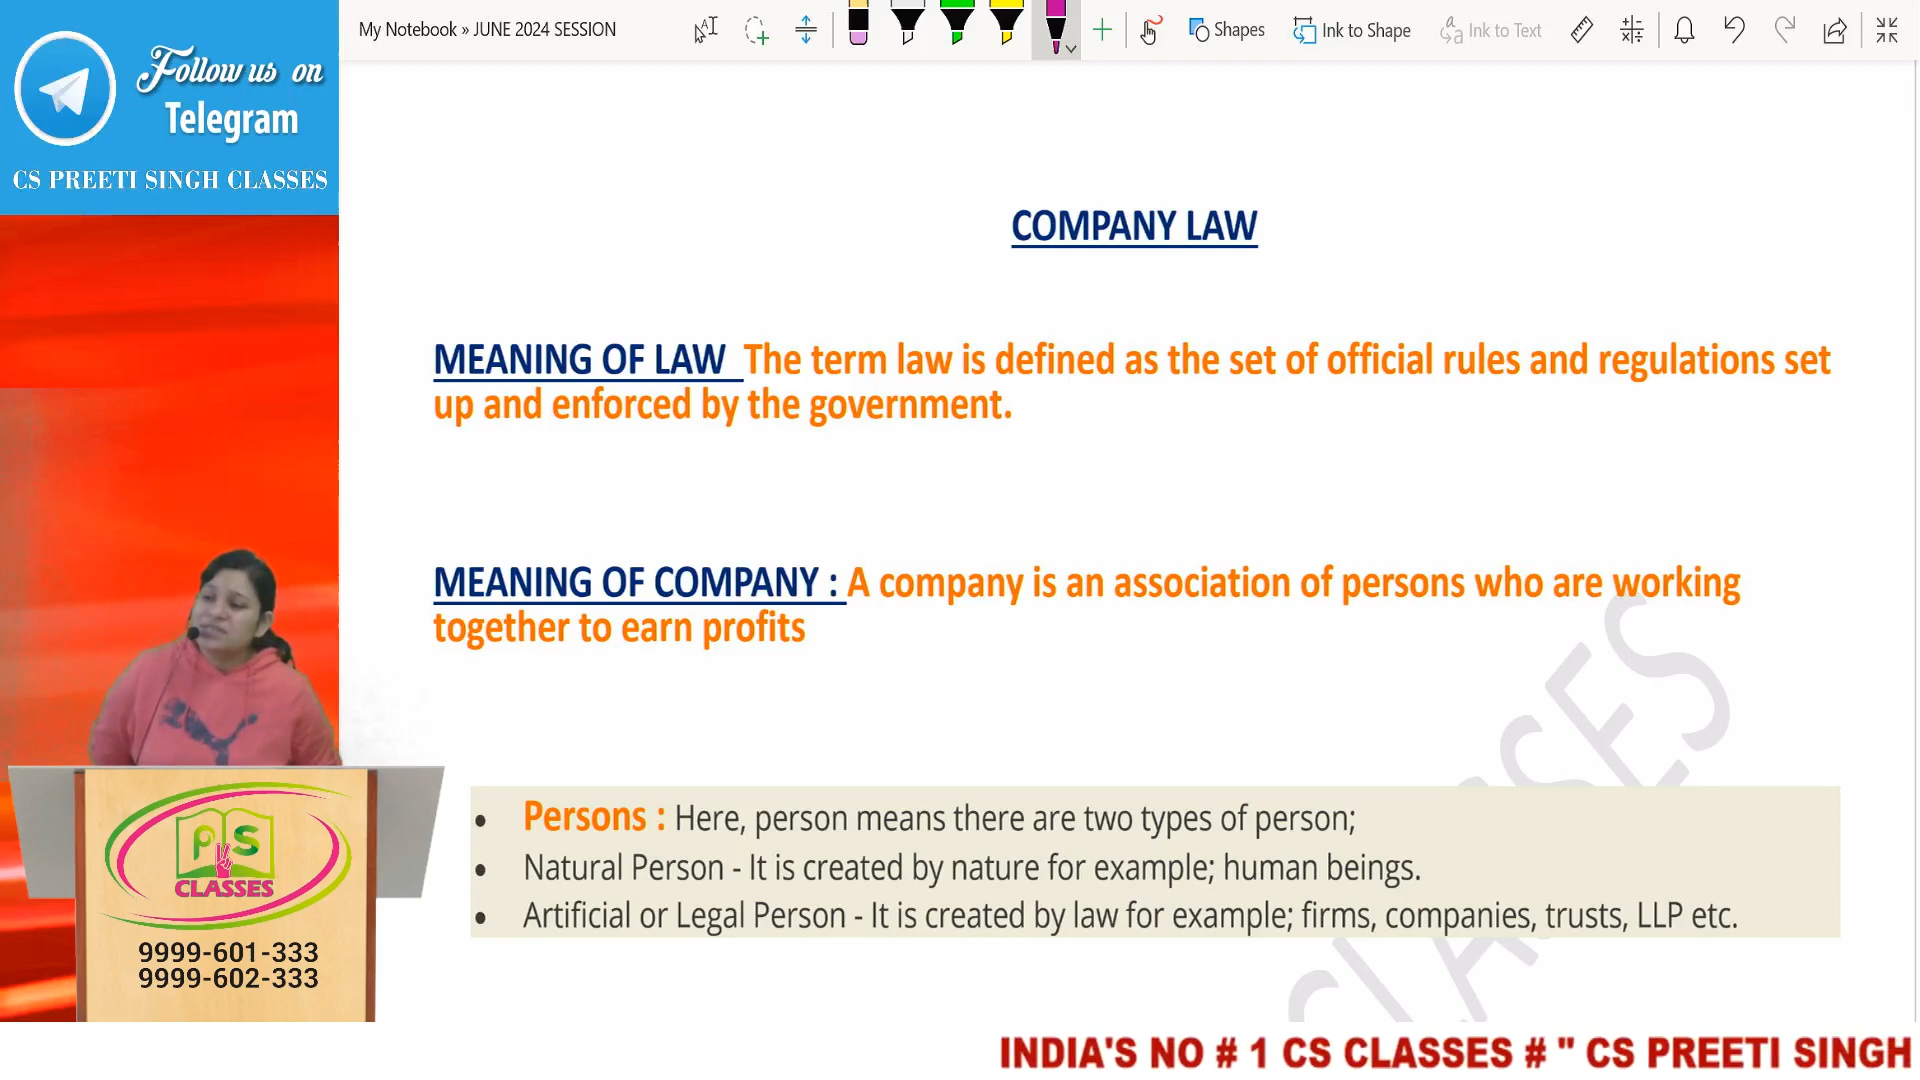 My Notebook » JUNE 2024 SESSION
Shapes
Ink to Shape
Ink to Text
Follow us on
Telegram
CS PREETI SINGH CLASSES
COMPANY LAW
MEANING OF LAW The term law is defined as the set of official rules and regulations set
up and enforced by the government.
MEANING OF COMPANY : A company is an association of persons who are working
together to earn profits
• Persons : Here, person means there are two types of person;
• Natural Person - It is created by nature for example; human beings.
• Artificial or Legal Person - It is created by law for example; firms, companies, trusts, LLP etc.
CLASSES
PS
CLASSES
9999-601-333
9999-602-333
INDIA'S NO # 1 CS CLASSES # " CS PREETI SINGH